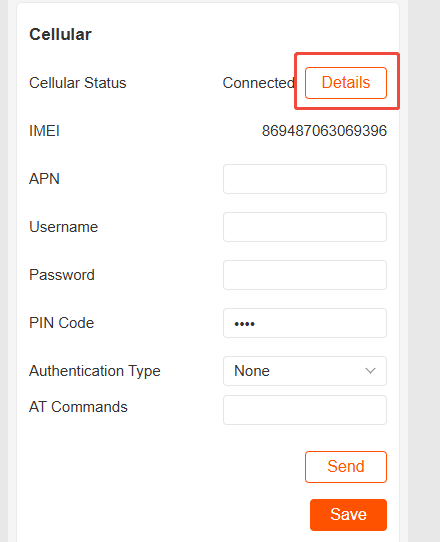 Cellular
Cellular Status Connected Details
IMEI 869487063069396
APN
Username
Password
PIN Code ••••
Authentication Type None
AT Commands
Send
Save